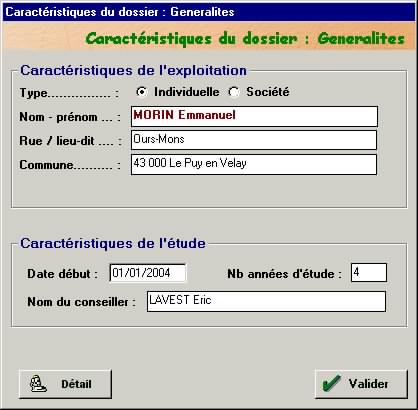 Caractéristiques du dossier : Generalites
Caractéristiques du dossier : Generalites
Caractéristiques de l'exploitation
Type............... : Individuelle Société
Nom - prénom ... : MORIN Emmanuel
Rue / lieu-dit .... : Ours-Mons
Commune.......... : 43 000 Le Puy en Velay
Caractéristiques de l'étude
Date début : 01/01/2004 Nb années d'étude : 4
Nom du conseiller : LAVEST Eric
Détail Valider